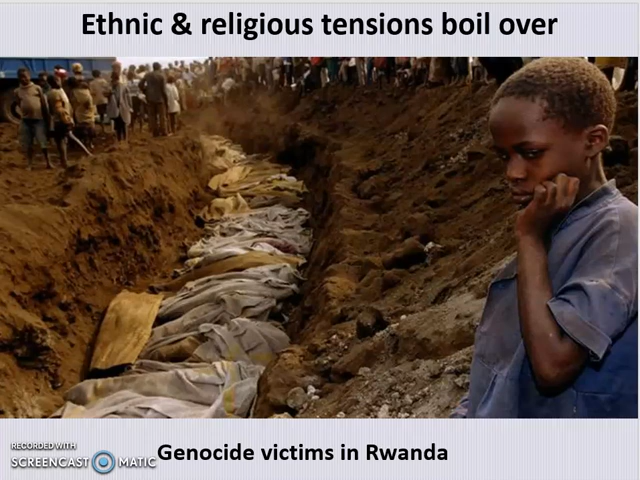 Ethnic & religious tensions boil over
Genocide victims in Rwanda
RECORDED WITH
SCREENCAST MATIC